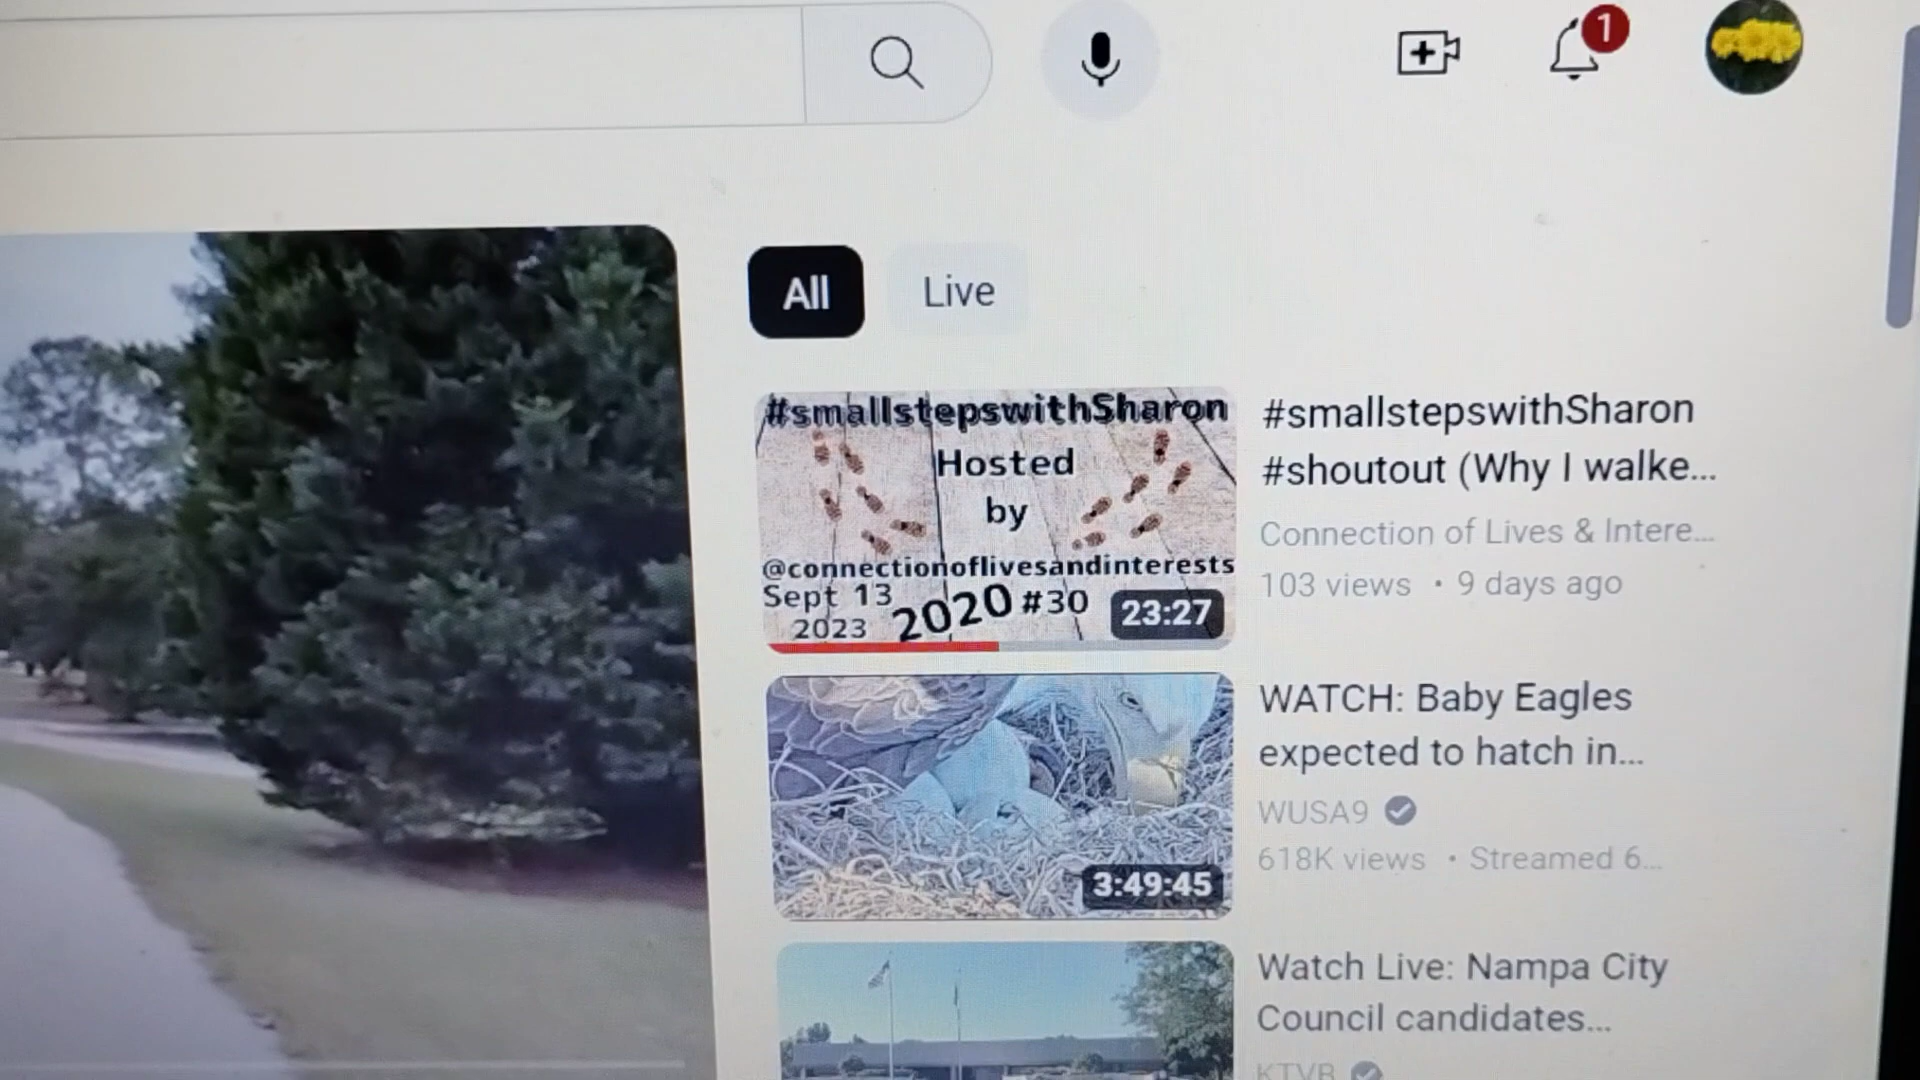 1
All
Live
#smallstepswithSharon
Hosted
by
@connectionoflivesandinterests
Sept 13
2023
2020 #30
23:27
#smallstepswithSharon
#shoutout (Why I walke...
Connection of Lives & Intere...
103 views • 9 days ago
3:49:45
WATCH: Baby Eagles
expected to hatch in...
WUSA9
618K views • Streamed 6...
Watch Live: Nampa City
Council candidates...
KTVB